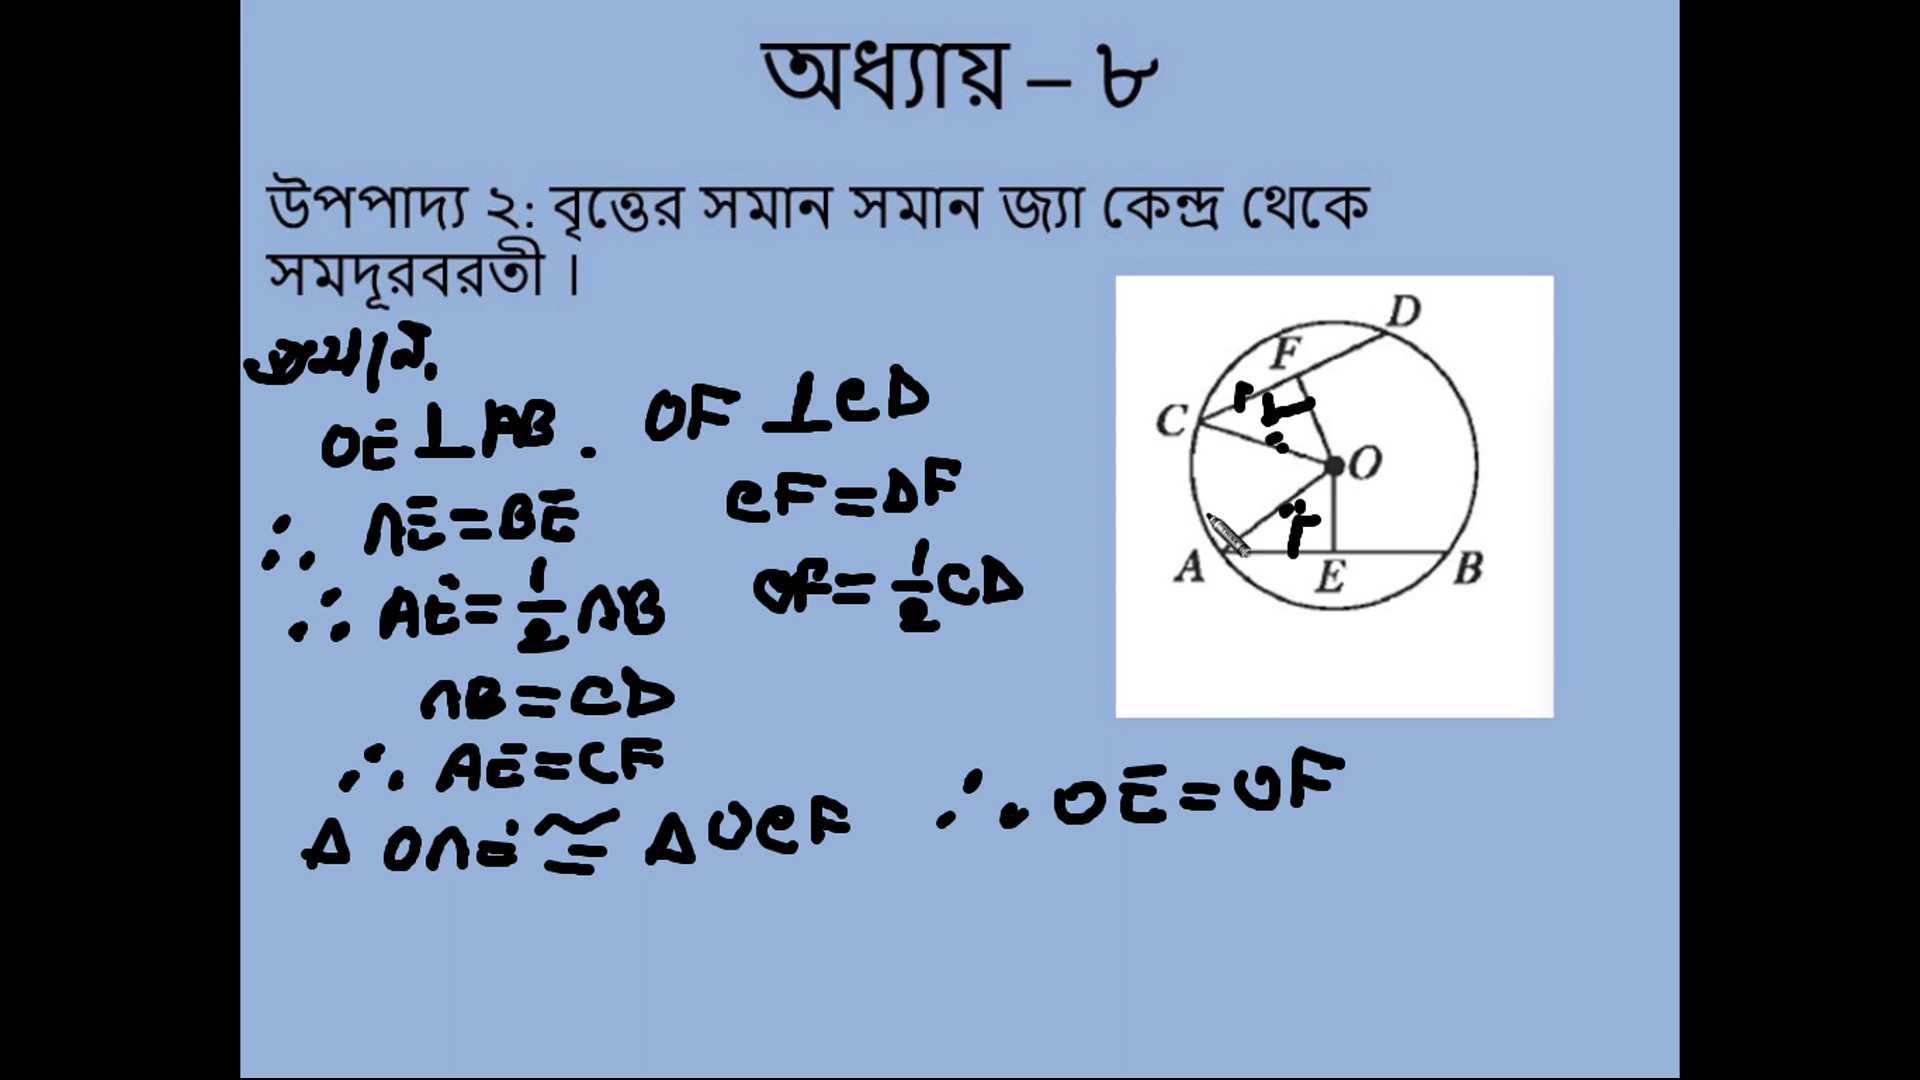 অধ্যায় – ৮
উপপাদ্য ২: বৃত্তের সমান সমান জ্যা কেন্দ্র থেকে
সমদূরবরতী ।
প্রমাণ.
OE ⊥ AB . OF ⊥ CD
∴ AE = BE CF = DF
∴ AE = 1/2 AB CF = 1/2 CD
AB = CD
∴ AE = CF
Δ OAE ≅ Δ OCF ∴ OE = OF
D
F
C
O
A
E
B